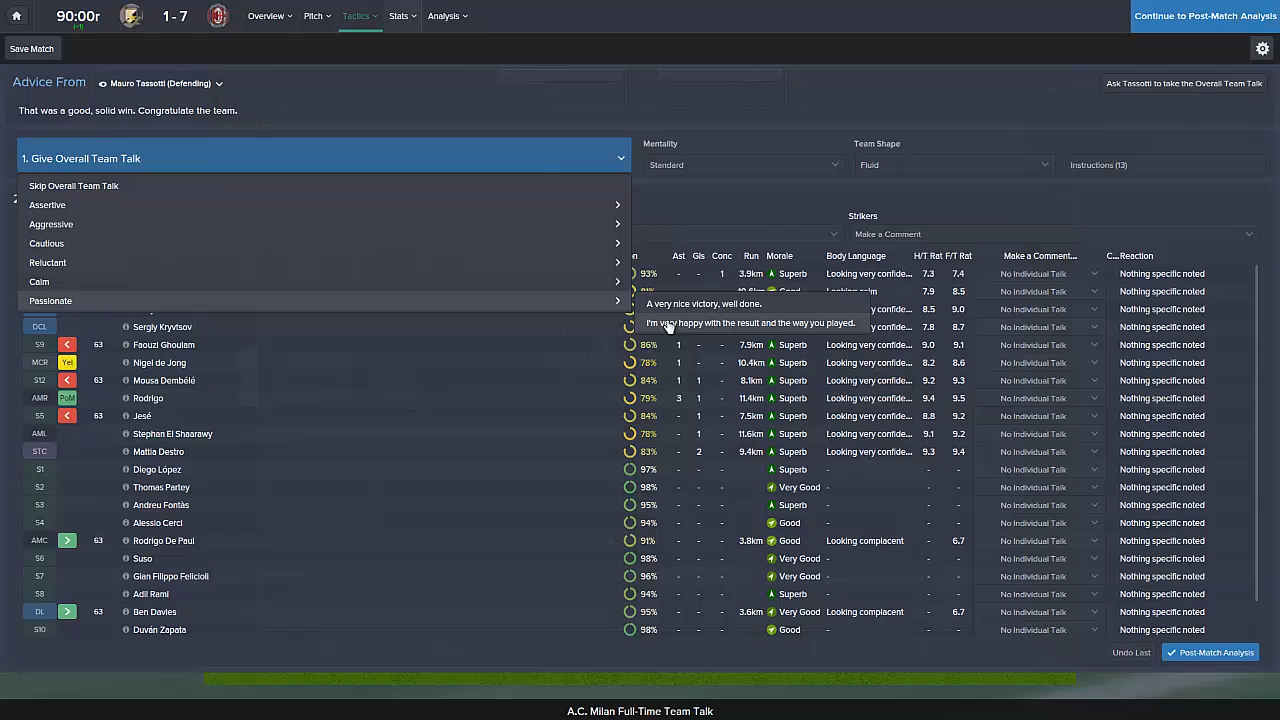 90:00r
(+1)
1 - 7
Overview
Pitch
Tactics
Stats
Analysis
Continue to Post-Match Analysis
Save Match
Advice From
Mauro Tassotti (Defending)
Ask Tassotti to take the Overall Team Talk
That was a good, solid win. Congratulate the team.
1. Give Overall Team Talk
Mentality
Team Shape
Standard
Fluid
Instructions (13)
Skip Overall Team Talk
Assertive
Aggressive
Cautious
Reluctant
Calm
Passionate
A very nice victory, well done.
I'm very happy with the result and the way you played.
Strikers
Make a Comment
Ast Gls Conc Run Morale Body Language H/T Rat F/T Rat Make a Comment... C... Reaction
93% - - 1 3.9km Superb Looking very confide... 7.3 7.4 No Individual Talk Nothing specific noted
7.9 8.5 No Individual Talk Nothing specific noted
8.5 9.0 No Individual Talk Nothing specific noted
DCL Sergiy Kryvtsov 7.8 8.7 No Individual Talk Nothing specific noted
S9 63 Faouzi Ghoulam 86% 1 - - 7.9km Superb Looking very confide... 9.0 9.1 No Individual Talk Nothing specific noted
MCR Yel Nigel de Jong 78% 1 - - 10.4km Superb Looking very confide... 8.2 8.6 No Individual Talk Nothing specific noted
S12 63 Mousa Dembélé 84% 1 1 - 8.1km Superb Looking very confide... 9.2 9.3 No Individual Talk Nothing specific noted
AMR PoM Rodrigo 79% 3 1 - 11.4km Superb Looking very confide... 9.4 9.5 No Individual Talk Nothing specific noted
S5 63 Jesé 84% - 1 - 7.5km Superb Looking very confide... 8.8 9.2 No Individual Talk Nothing specific noted
AML Stephan El Shaarawy 78% - 1 - 11.6km Superb Looking very confide... 9.1 9.2 No Individual Talk Nothing specific noted
STC Mattia Destro 83% - 2 - 9.4km Superb Looking very confide... 9.3 9.4 No Individual Talk Nothing specific noted
S1 Diego López 97% - - - Superb - - - No Individual Talk Nothing specific noted
S2 Thomas Partey 98% - - - Very Good - - - No Individual Talk Nothing specific noted
S3 Andreu Fontàs 95% - - - Superb - - - No Individual Talk Nothing specific noted
S4 Alessio Cerci 94% - - - Good - - - No Individual Talk Nothing specific noted
AMC 63 Rodrigo De Paul 91% - - - 3.8km Good Looking complacent - 6.7 No Individual Talk Nothing specific noted
S6 Suso 98% - - - Very Good - - - No Individual Talk Nothing specific noted
S7 Gian Filippo Felicioli 96% - - - Very Good - - - No Individual Talk Nothing specific noted
S8 Adil Rami 94% - - - Superb - - - No Individual Talk Nothing specific noted
DL 63 Ben Davies 95% - - - 3.6km Very Good Looking complacent - 6.7 No Individual Talk Nothing specific noted
S10 Duván Zapata 98% - - - Good - - - No Individual Talk Nothing specific noted
Undo Last
Post-Match Analysis
A.C. Milan Full-Time Team Talk